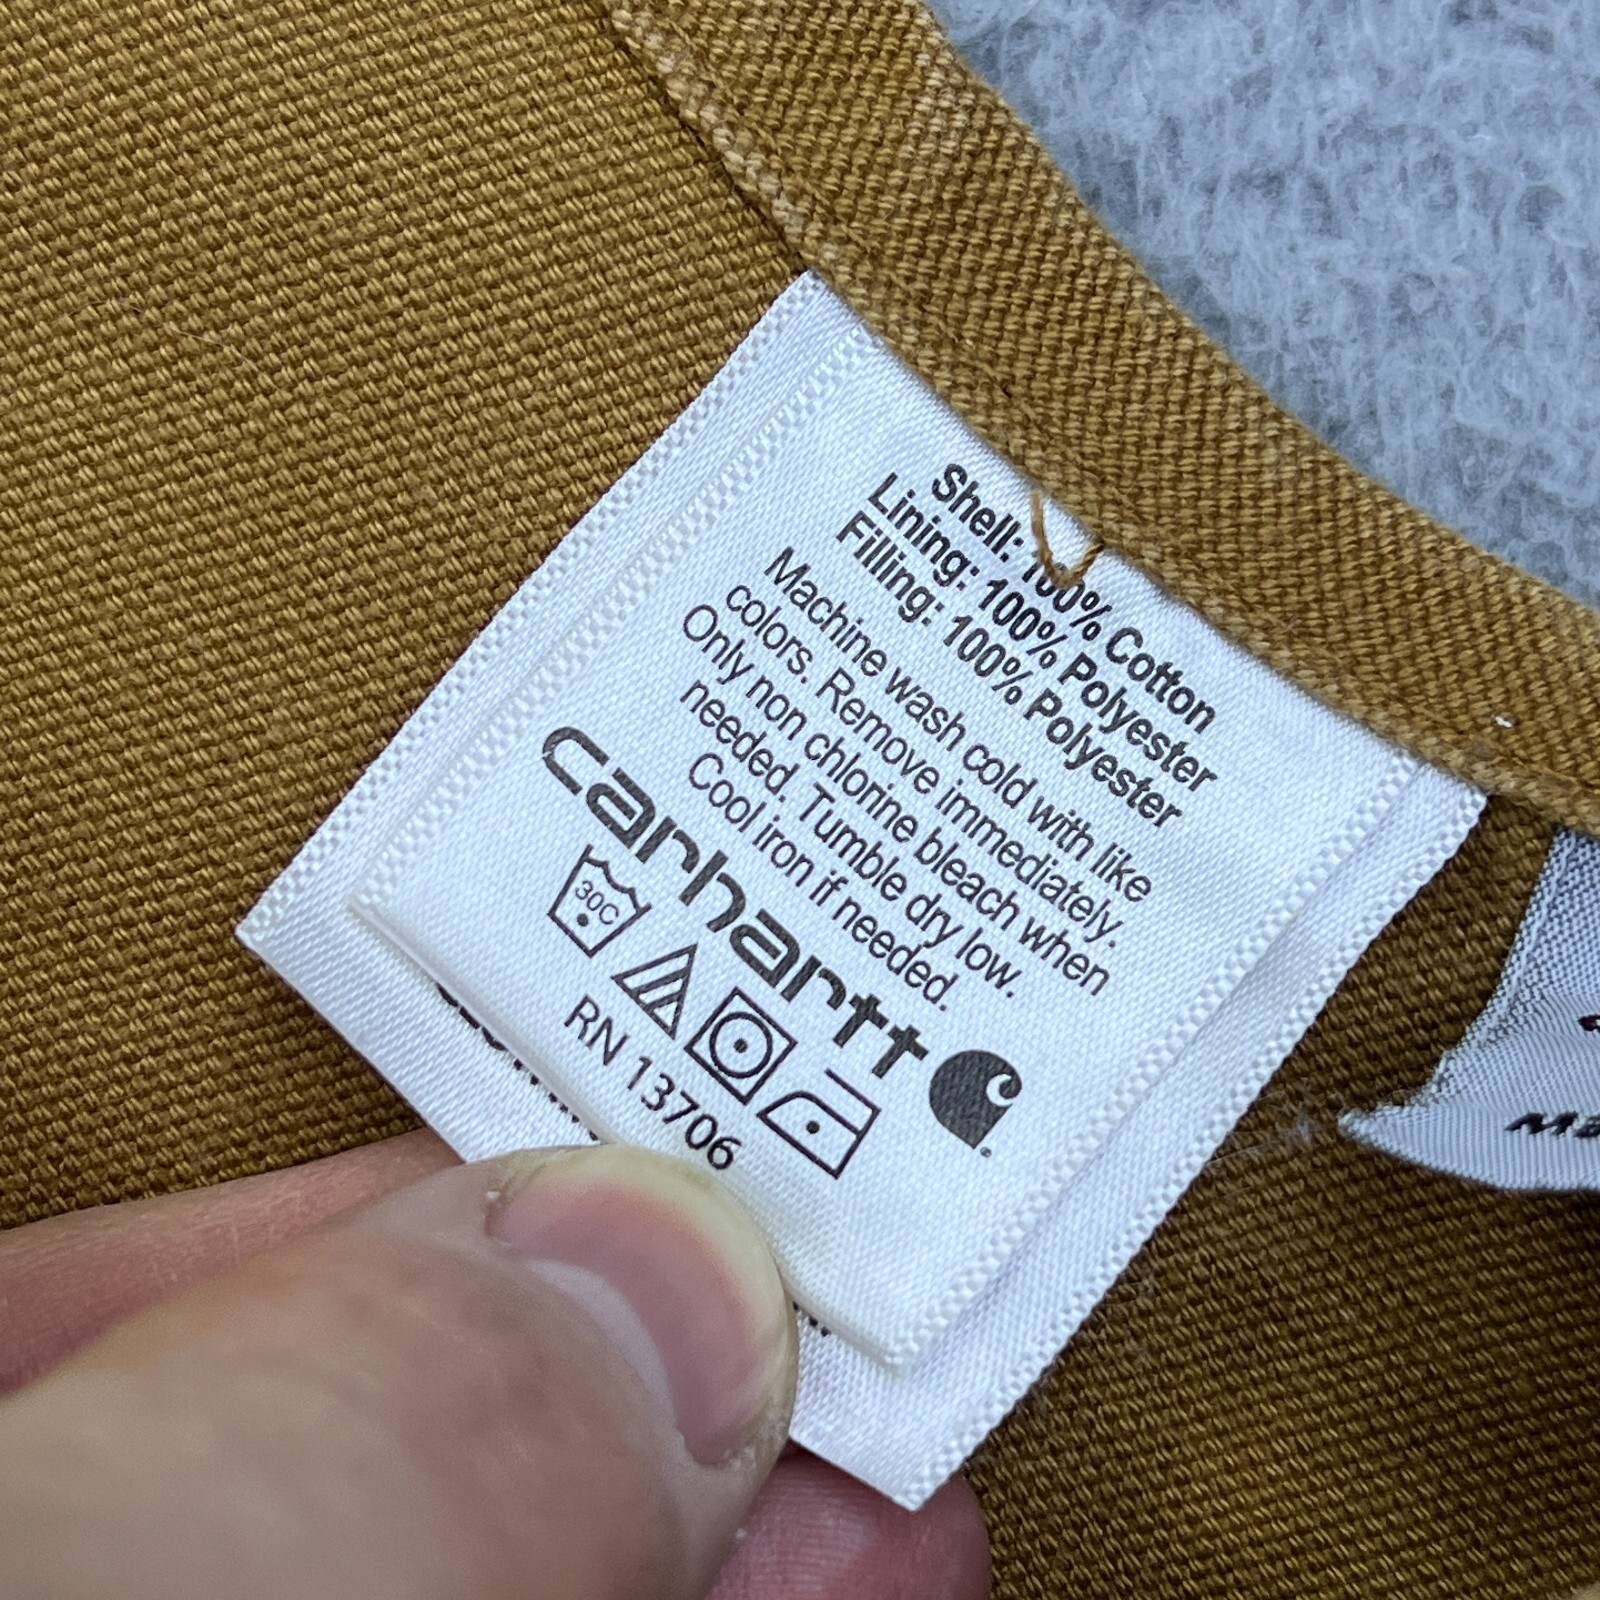 Shell: 100% Cotton
Lining: 100% Polyester
Filling: 100% Polyester
Machine wash cold with like
colors. Remove immediately.
Only non chlorine bleach when
needed. Tumble dry low.
Cool iron if needed.
carhartt
30C
RN 13706